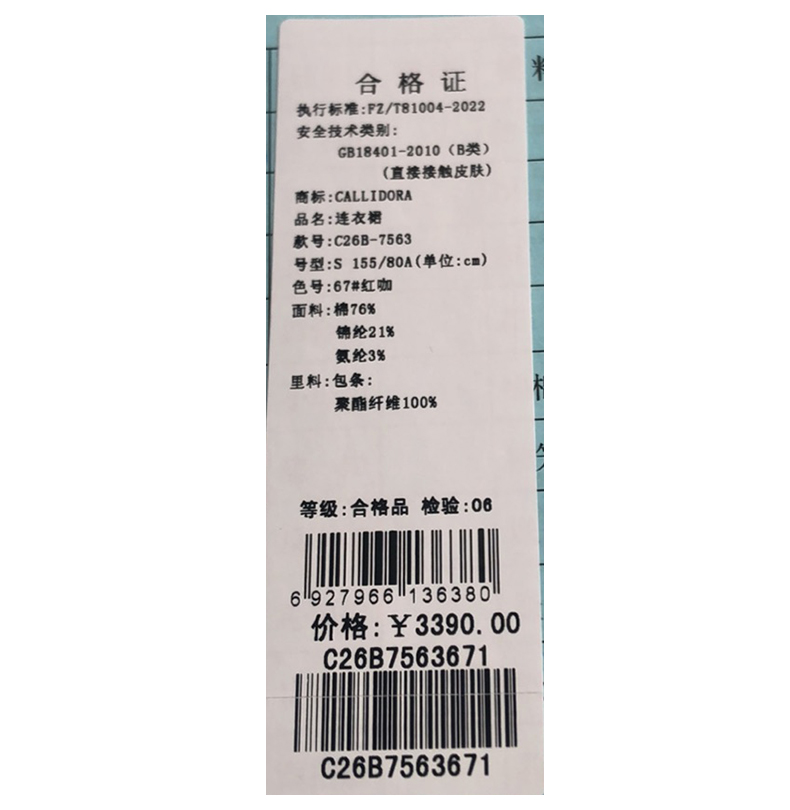 合格证
执行标准:FZ/T81004-2022
安全技术类别:
GB18401-2010（B类）
(直接接触皮肤)
商标:CALLIDORA
品名:连衣裙
款号:C26B-7563
号型:S 155/80A(单位:cm)
色号:67#红咖
面料:棉76%
锦纶21%
氨纶3%
里料:包条:
聚酯纤维100%
等级:合格品 检验:06
6 927966 136380
价格:￥3390.00
C26B7563671
C26B7563671